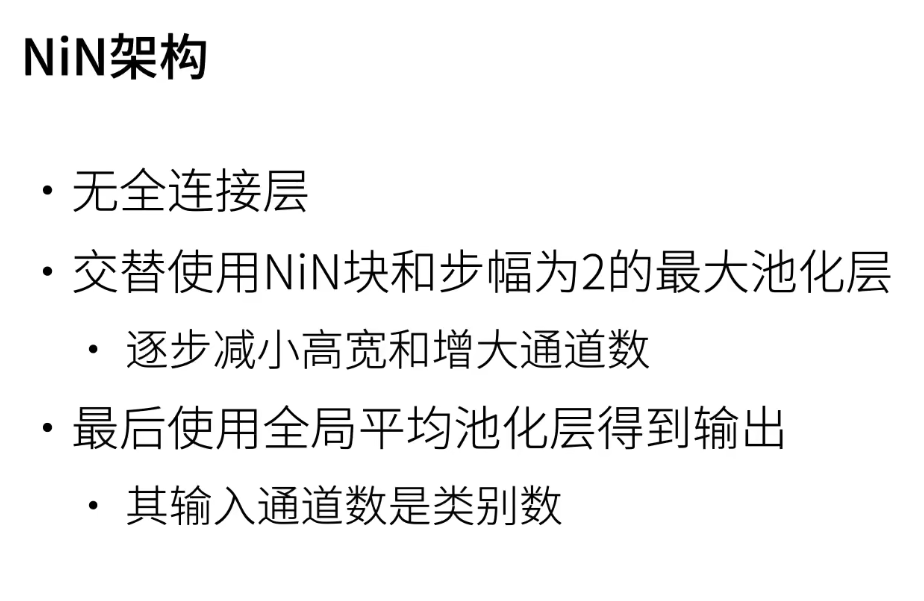 NiN架构
• 无全连接层
• 交替使用NiN块和步幅为2的最大池化层
• 逐步减小高宽和增大通道数
• 最后使用全局平均池化层得到输出
• 其输入通道数是类别数